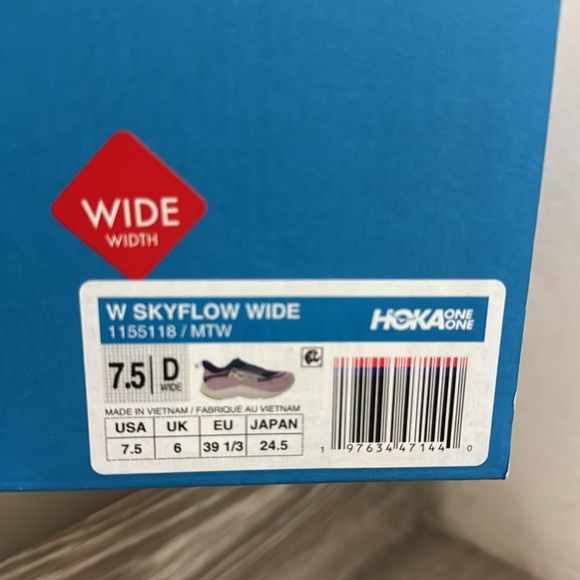 WIDE
WIDTH
W SKYFLOW WIDE
1155118 / MTW
HOKA ONE ONE
7.5 D WIDE
MADE IN VIETNAM / FABRIQUÉ AU VIETNAM
USA UK EU JAPAN
7.5 6 39 1/3 24.5
1 97634 47144 0